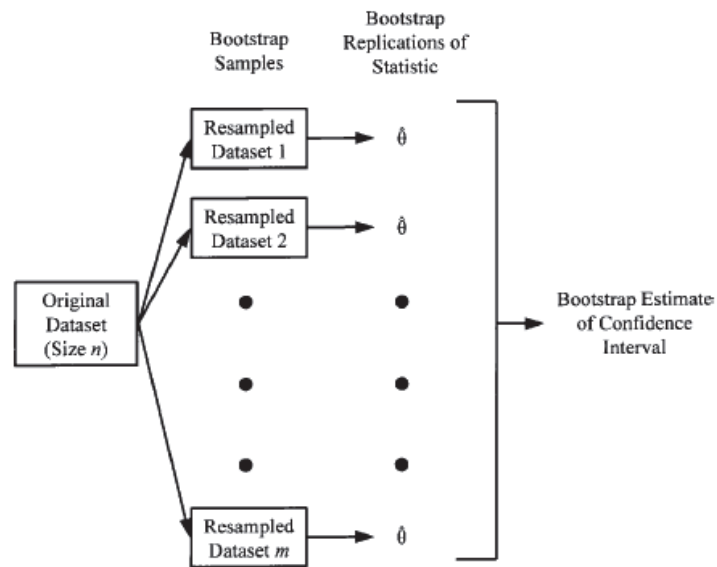 Bootstrap
Samples
Bootstrap
Replications of
Statistic
Resampled
Dataset 1
θ̂
Resampled
Dataset 2
θ̂
Original
Dataset
(Size n)
Bootstrap Estimate
of Confidence
Interval
Resampled
Dataset m
θ̂